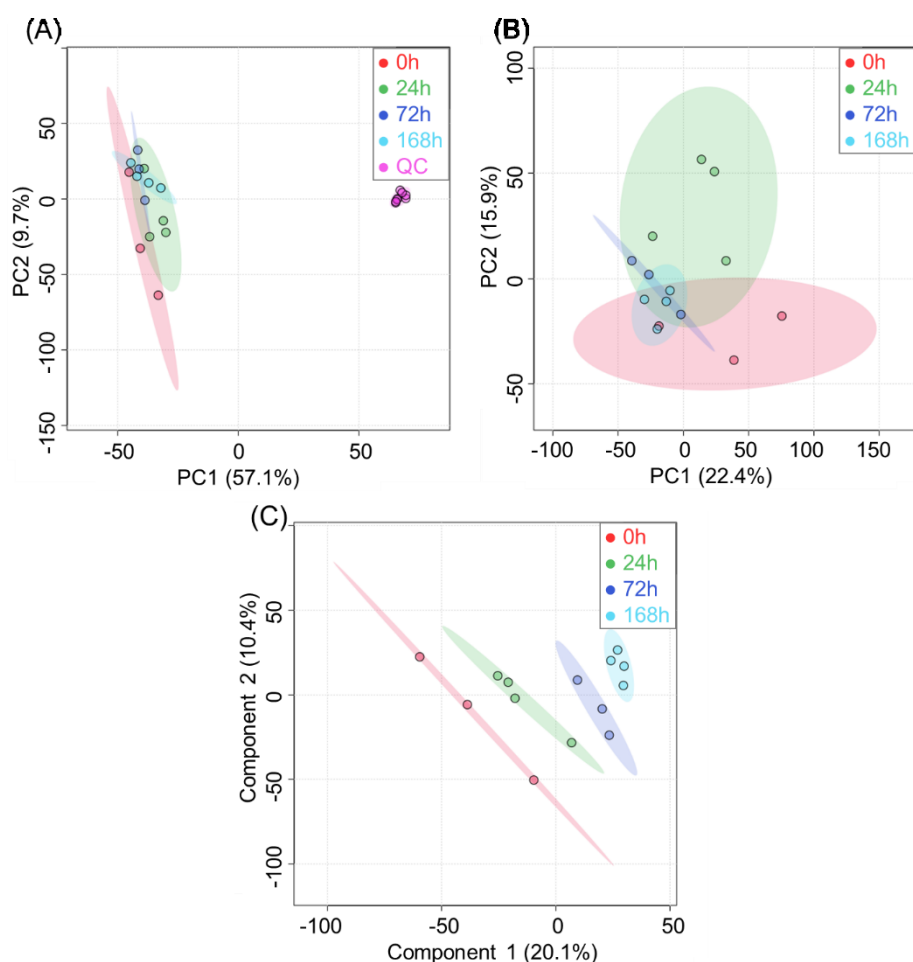 (A)
0h
24h
72h
168h
QC
50
0
-50
-100
-150
PC2 (9.7%)
-50
0
50
PC1 (57.1%)
(B)
0h
24h
72h
168h
100
50
0
-50
PC2 (15.9%)
-100
-50
0
50
100
150
PC1 (22.4%)
(C)
0h
24h
72h
168h
50
0
-50
-100
Component 2 (10.4%)
-100
-50
0
50
Component 1 (20.1%)